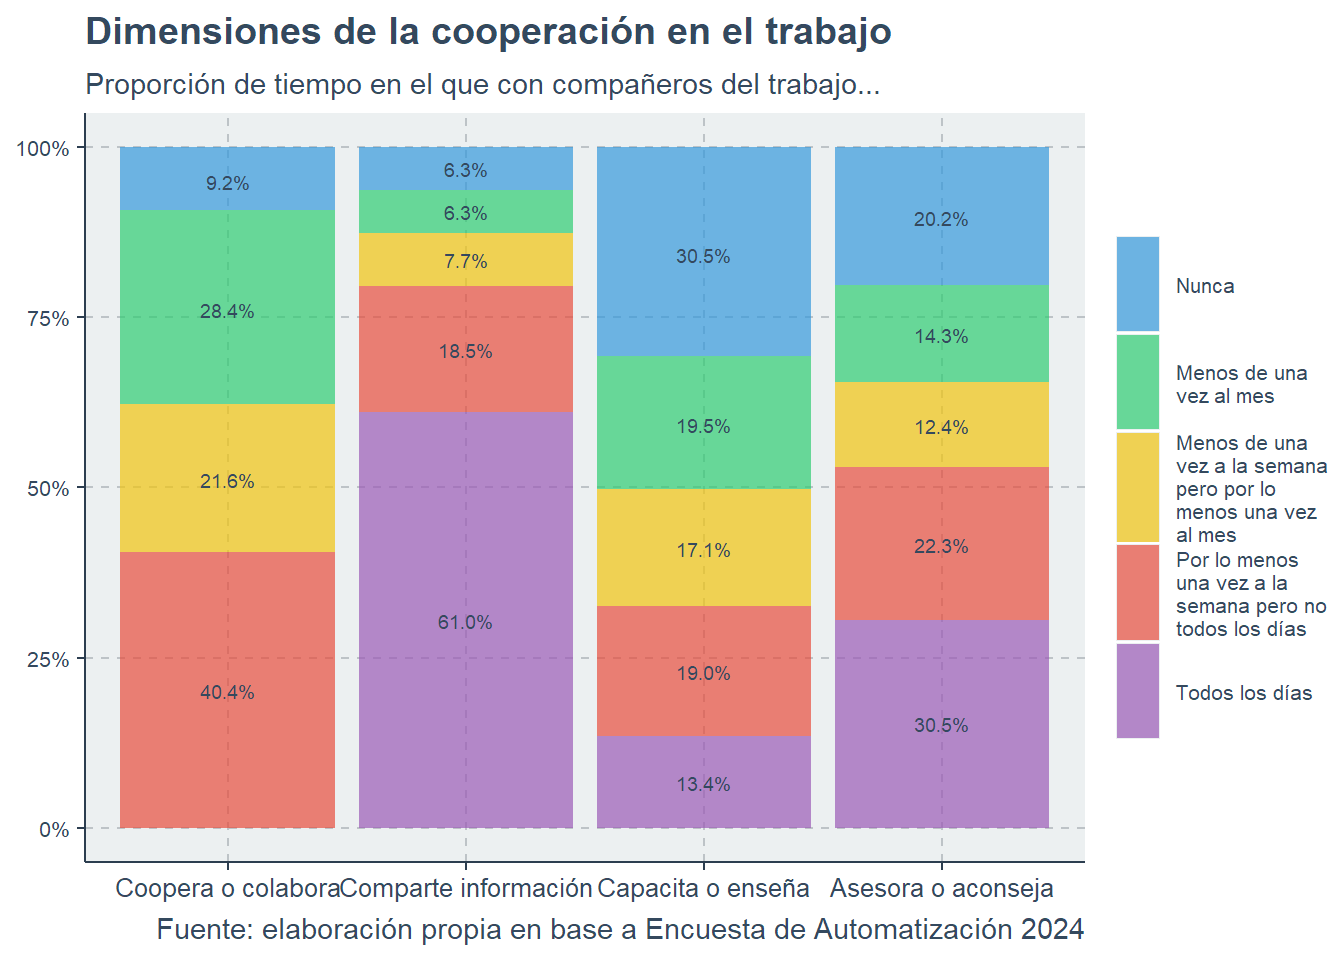 Dimensiones de la cooperación en el trabajo
Proporción de tiempo en el que con compañeros del trabajo...
100%
75%
50%
25%
0%
9.2%
28.4%
21.6%
40.4%
6.3%
6.3%
7.7%
18.5%
61.0%
30.5%
19.5%
17.1%
19.0%
13.4%
20.2%
14.3%
12.4%
22.3%
30.5%
Coopera o colabora
Comparte información
Capacita o enseña
Asesora o aconseja
Nunca
Menos de una
vez al mes
Menos de una
vez a la semana
pero por lo
menos una vez
al mes
Por lo menos
una vez a la
semana pero no
todos los días
Todos los días
Fuente: elaboración propia en base a Encuesta de Automatización 2024